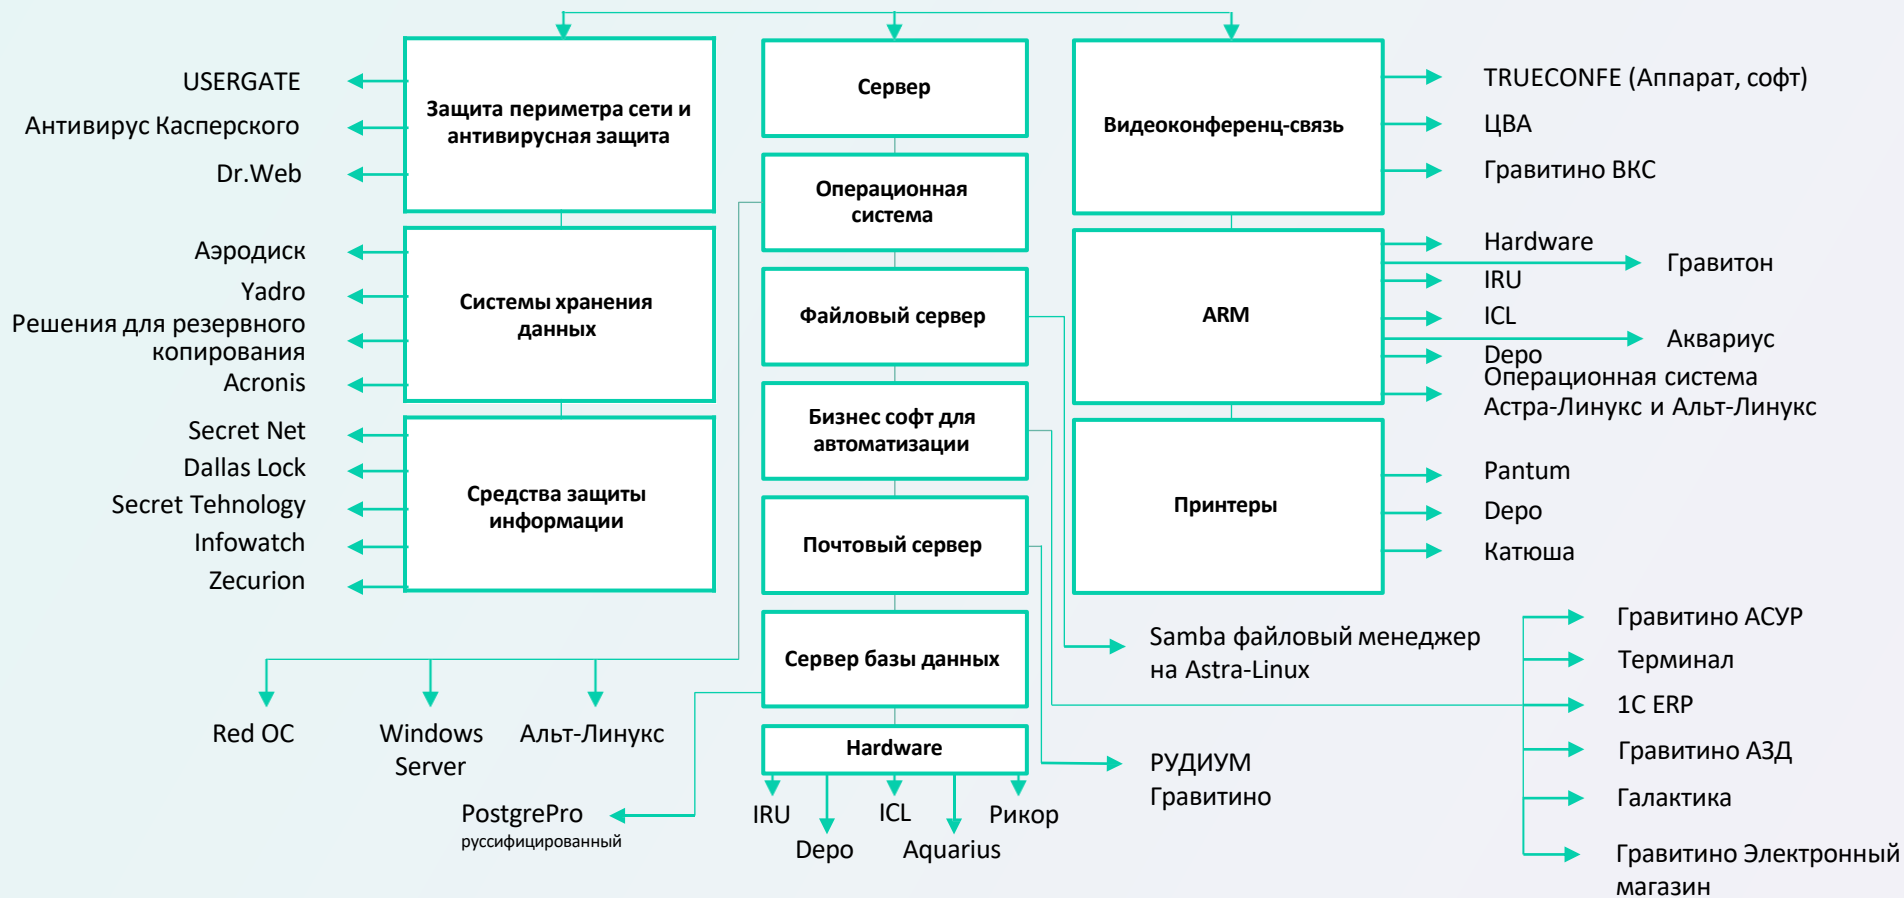 USERGATE
Антивирус Касперского
Dr.Web
Защита периметра сети и
антивирусная защита
Аэродиск
Yadro
Решения для резервного
копирования
Acronis
Системы хранения
данных
Secret Net
Dallas Lock
Secret Tehnology
Infowatch
Zecurion
Средства защиты
информации
Сервер
Операционная
система
Файловый сервер
Бизнес софт для
автоматизации
Почтовый сервер
Сервер базы данных
Hardware
Red ОС
Windows
Server
Альт-Линукс
PostgrePro
руссифицированный
IRU
Depo
ICL
Aquarius
Рикор
Видеоконференц-связь
TRUECONFE (Аппарат, софт)
ЦВА
Гравитино ВКС
ARM
Hardware
Гравитон
IRU
ICL
Аквариус
Depo
Операционная система
Астра-Линукс и Альт-Линукс
Принтеры
Pantum
Depo
Катюша
Samba файловый менеджер
на Astra-Linux
РУДИУМ
Гравитино
Гравитино АСУР
Терминал
1С ERP
Гравитино АЗД
Галактика
Гравитино Электронный
магазин